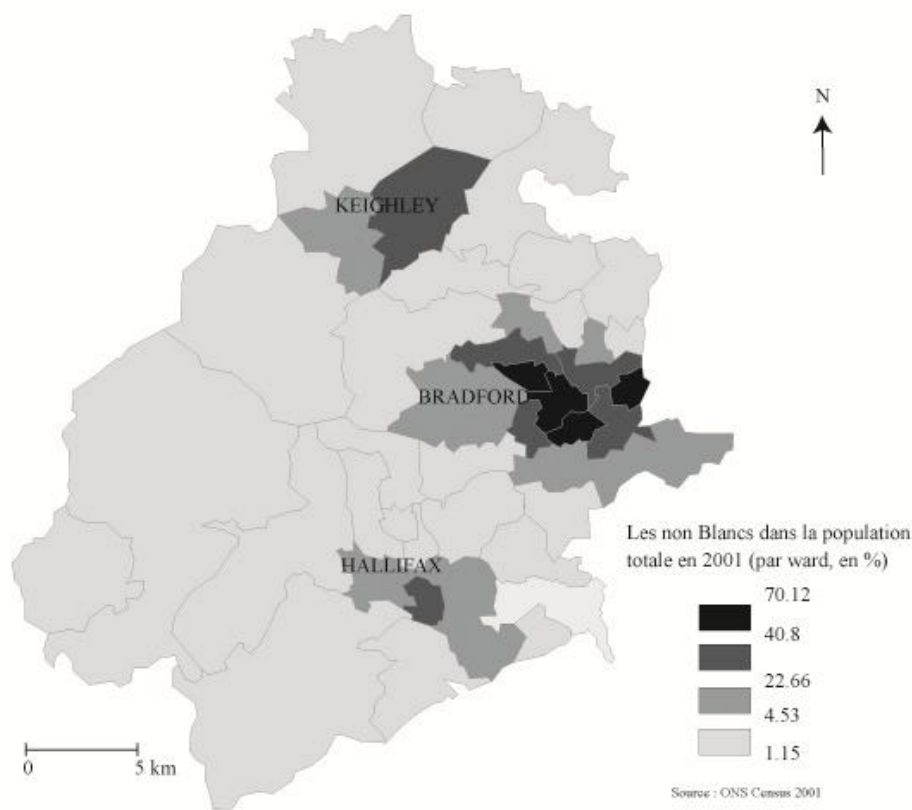 N
KEIGHLEY
BRADFORD
HALLIFAX
Les non Blancs dans la population
totale en 2001 (par ward, en %)
70.12
40.8
22.66
4.53
1.15
0 5 km
Source : ONS Census 2001